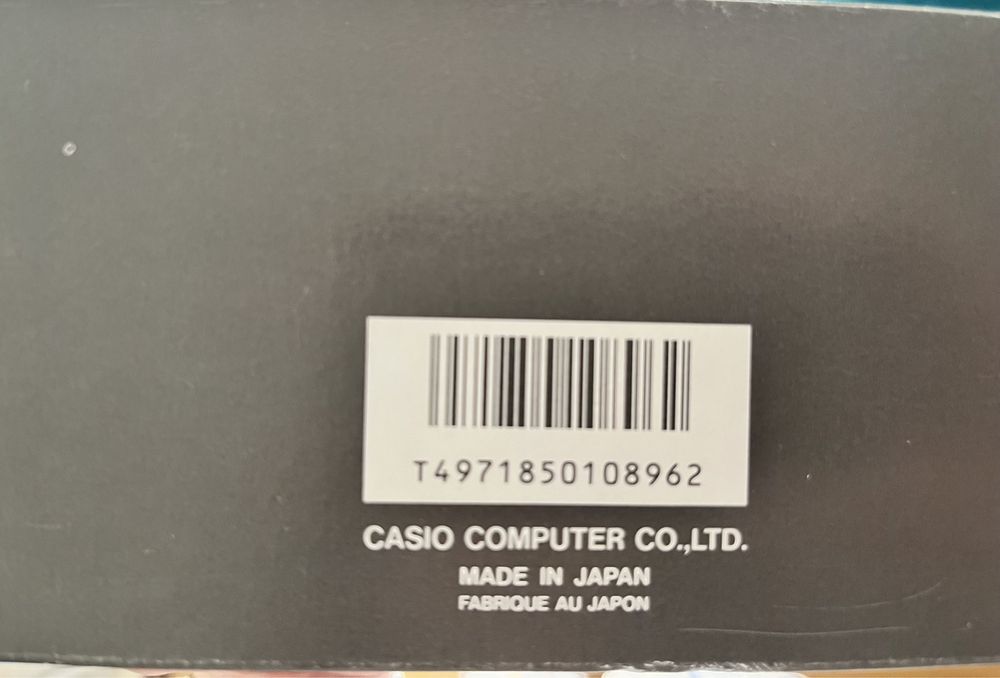 T4971850108962
CASIO COMPUTER CO.,LTD.
MADE IN JAPAN
FABRIQUE AU JAPON